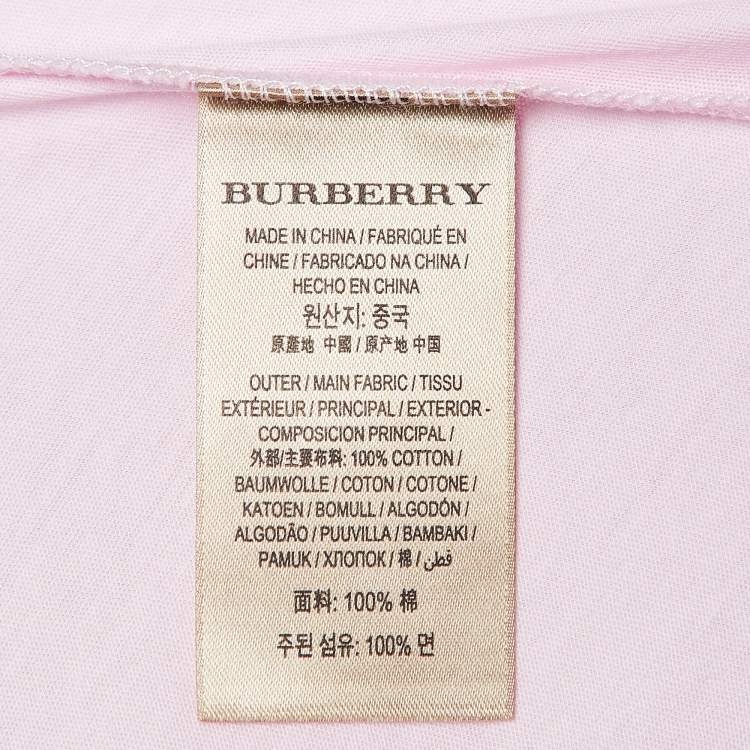 BURBERRY
MADE IN CHINA / FABRIQUÉ EN
CHINE / FABRICADO NA CHINA /
HECHO EN CHINA
원산지: 중국
原產地 中國 / 原产地 中国
OUTER / MAIN FABRIC / TISSU
EXTÉRIEUR / PRINCIPAL / EXTERIOR -
COMPOSICION PRINCIPAL /
外部/主要布料: 100% COTTON /
BAUMWOLLE / COTON / COTONE /
KATOEN / BOMULL / ALGODÓN /
ALGODÃO / PUUVILLA / BAMBAKI /
PAMUK / ХЛОПОК / 棉 / قطن
面料: 100% 棉
주된 섬유: 100% 면